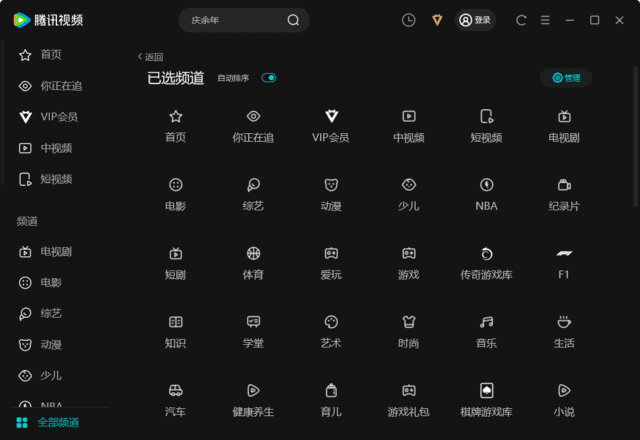 腾讯视频
庆余年
登录
首页
你正在追
VIP会员
中视频
短视频
频道
电视剧
电影
综艺
动漫
少儿
NBA
全部频道
返回
已选频道 自动排序 管理
首页 你正在追 VIP会员 中视频 短视频 电视剧
电影 综艺 动漫 少儿 NBA 纪录片
短剧 体育 爱玩 游戏 传奇游戏库 F1
知识 学堂 艺术 时尚 音乐 生活
汽车 健康养生 育儿 游戏礼包 棋牌游戏库 小说